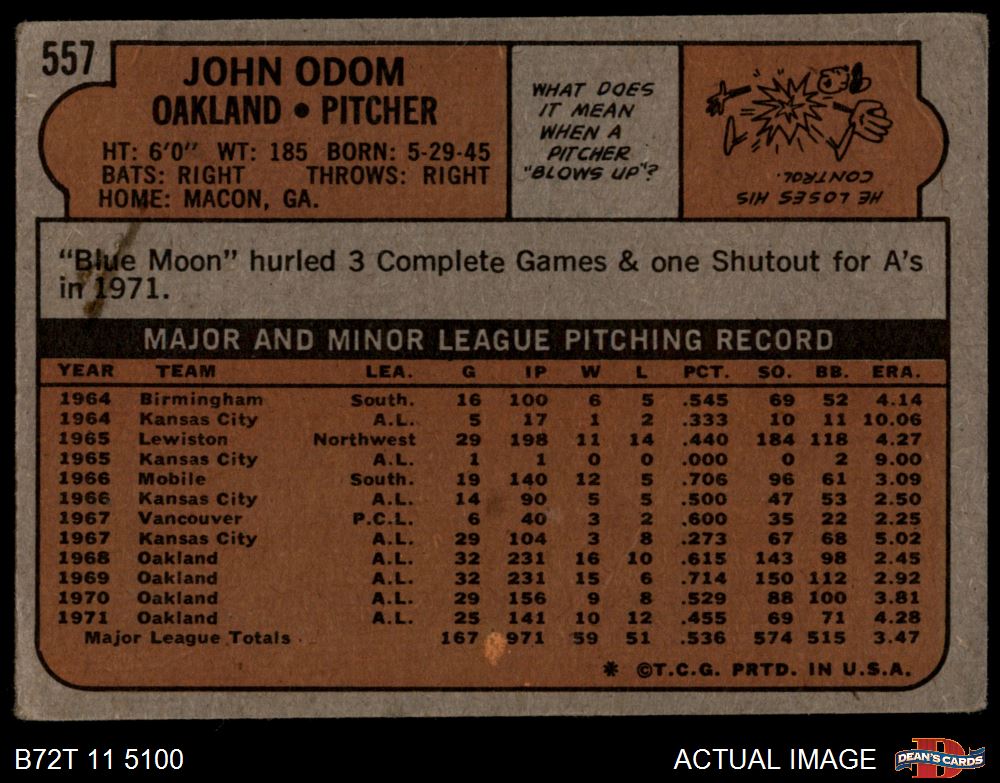 557
JOHN ODOM
OAKLAND • PITCHER
HT: 6'0" WT: 185 BORN: 5-29-45
BATS: RIGHT THROWS: RIGHT
HOME: MACON, GA.
WHAT DOES
IT MEAN
WHEN A
PITCHER
"BLOWS UP"?
HE LOSES HIS
CONTROL.
"Blue Moon" hurled 3 Complete Games & one Shutout for A's
in 1971.
MAJOR AND MINOR LEAGUE PITCHING RECORD
YEAR TEAM LEA. G IP W L PCT. SO. BB. ERA.
1964 Birmingham South. 16 100 6 5 .545 69 52 4.14
1964 Kansas City A.L. 5 17 1 2 .333 10 11 10.06
1965 Lewiston Northwest 29 198 11 14 .440 184 118 4.27
1965 Kansas City A.L. 1 1 0 0 .000 0 2 9.00
1966 Mobile South. 19 140 12 5 .706 96 61 3.09
1966 Kansas City A.L. 14 90 5 5 .500 47 53 2.50
1967 Vancouver P.C.L. 6 40 3 2 .600 35 22 2.25
1967 Kansas City A.L. 29 104 3 8 .273 67 68 5.02
1968 Oakland A.L. 32 231 16 10 .615 143 98 2.45
1969 Oakland A.L. 32 231 15 6 .714 150 112 2.92
1970 Oakland A.L. 29 156 9 8 .529 88 100 3.81
1971 Oakland A.L. 25 141 10 12 .455 69 71 4.28
Major League Totals 167 971 59 51 .536 574 515 3.47
* ©T.C.G. PRTD. IN U.S.A.
B72T 11 5100
ACTUAL IMAGE
D
DEAN'S CARDS